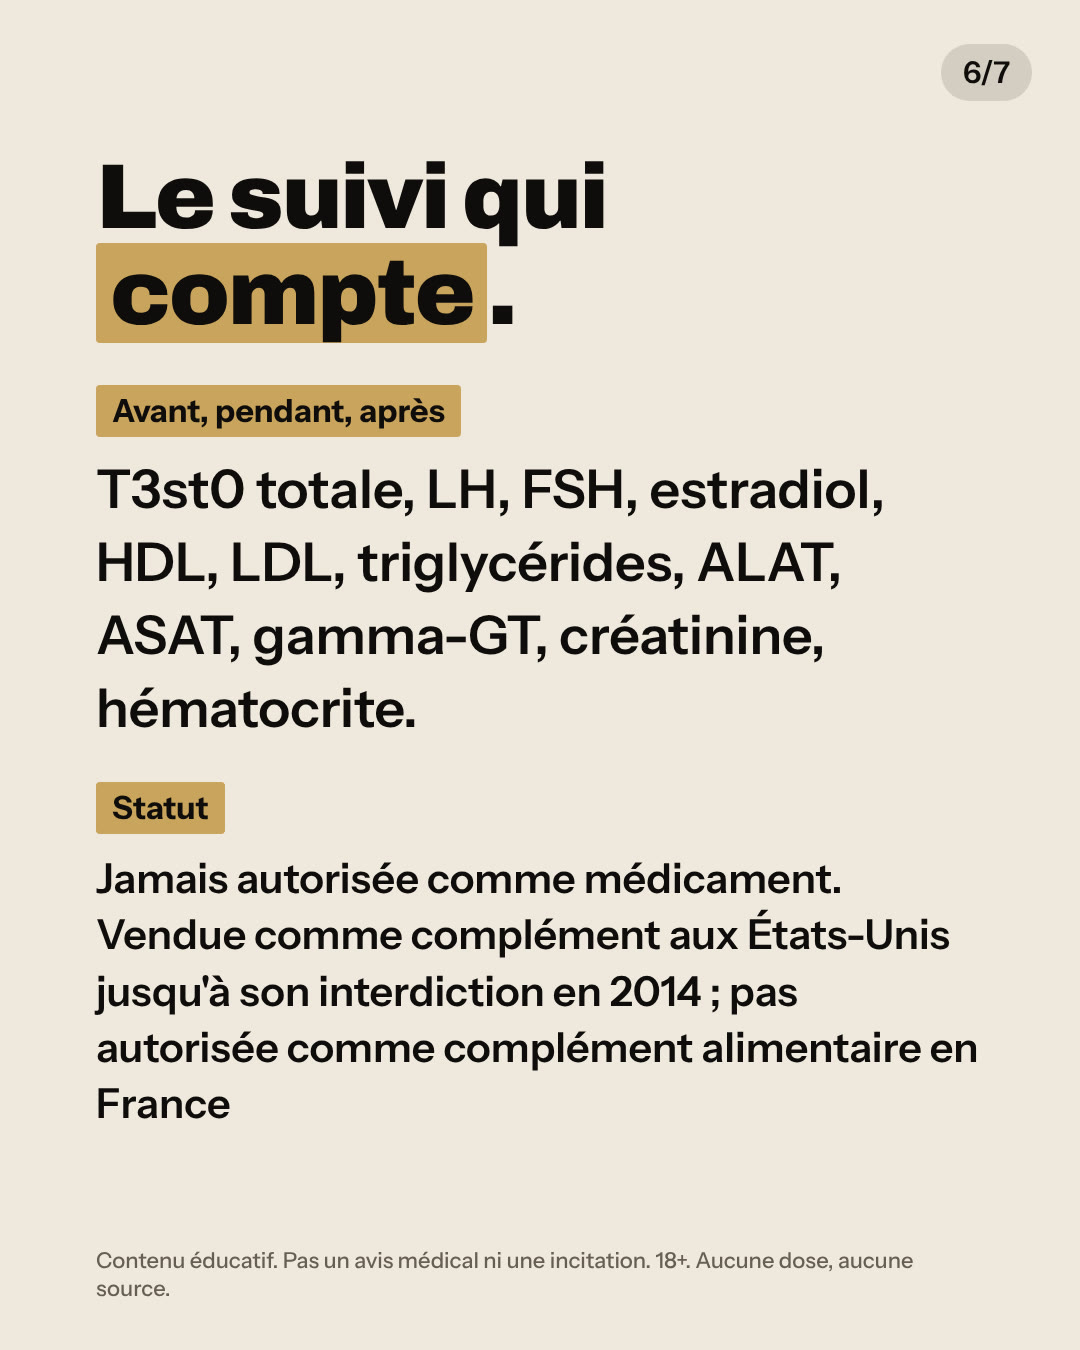 6/7
Le suivi qui
compte.
Avant, pendant, après
T3st0 totale, LH, FSH, estradiol,
HDL, LDL, triglycérides, ALAT,
ASAT, gamma-GT, créatinine,
hématocrite.
Statut
Jamais autorisée comme médicament.
Vendue comme complément aux États-Unis
jusqu'à son interdiction en 2014 ; pas
autorisée comme complément alimentaire en
France
Contenu éducatif. Pas un avis médical ni une incitation. 18+. Aucune dose, aucune
source.